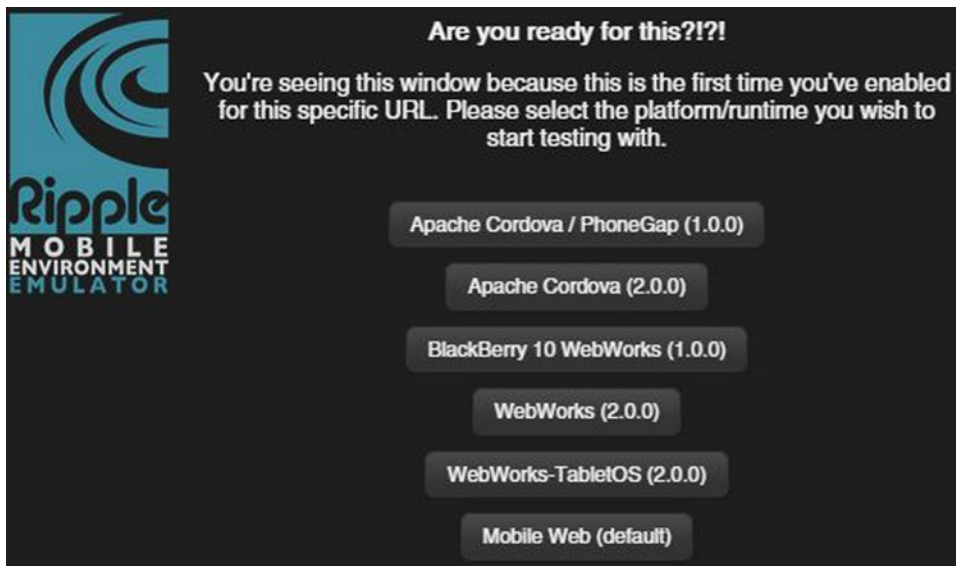 Are you ready for this?!?!
You're seeing this window because this is the first time you've enabled
for this specific URL. Please select the platform/runtime you wish to
start testing with.
Ripple
MOBILE
ENVIRONMENT
EMULATOR
Apache Cordova / PhoneGap (1.0.0)
Apache Cordova (2.0.0)
BlackBerry 10 WebWorks (1.0.0)
WebWorks (2.0.0)
WebWorks-TabletOS (2.0.0)
Mobile Web (default)